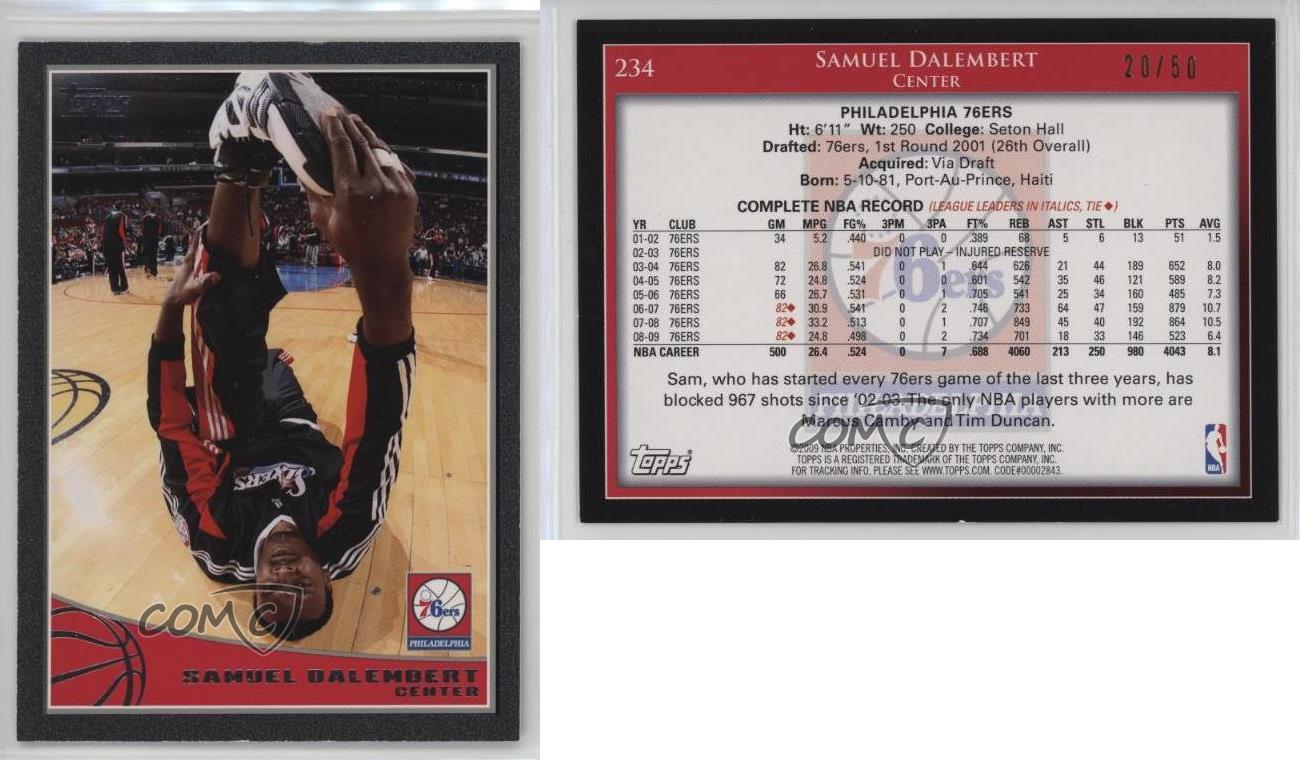 Topps
76ers
PHILADELPHIA
COMC
SAMUEL DALEMBERT
CENTER
234
SAMUEL DALEMBERT
CENTER
20/50
PHILADELPHIA 76ERS
Ht: 6'11" Wt: 250 College: Seton Hall
Drafted: 76ers, 1st Round 2001 (26th Overall)
Acquired: Via Draft
Born: 5-10-81, Port-Au-Prince, Haiti
COMPLETE NBA RECORD (LEAGUE LEADERS IN ITALICS, TIE ◆)
YR CLUB GM MPG FG% 3PM 3PA FT% REB AST STL BLK PTS AVG
01-02 76ERS 34 5.2 .440 0 0 .389 68 5 6 13 51 1.5
02-03 76ERS DID NOT PLAY – INJURED RESERVE
03-04 76ERS 82 26.8 .541 0 1 .644 626 21 44 189 652 8.0
04-05 76ERS 72 24.8 .524 0 0 .601 542 35 46 121 589 8.2
05-06 76ERS 66 26.7 .531 0 1 .705 541 25 34 160 485 7.3
06-07 76ERS 82◆ 30.9 .541 0 2 .746 733 64 47 159 879 10.7
07-08 76ERS 82◆ 33.2 .513 0 1 .707 849 45 40 192 864 10.5
08-09 76ERS 82◆ 24.8 .498 0 2 .734 701 18 33 146 523 6.4
NBA CAREER 500 26.4 .524 0 7 .688 4060 213 250 980 4043 8.1
Sam, who has started every 76ers game of the last three years, has
blocked 967 shots since '02-03. The only NBA players with more are
Marcus Camby and Tim Duncan.
COMC
Topps
©2009 NBA PROPERTIES, INC. CREATED BY THE TOPPS COMPANY, INC.
TOPPS IS A REGISTERED TRADEMARK OF THE TOPPS COMPANY, INC.
FOR TRACKING INFO, PLEASE SEE WWW.TOPPS.COM. CODE#00002843.
NBA